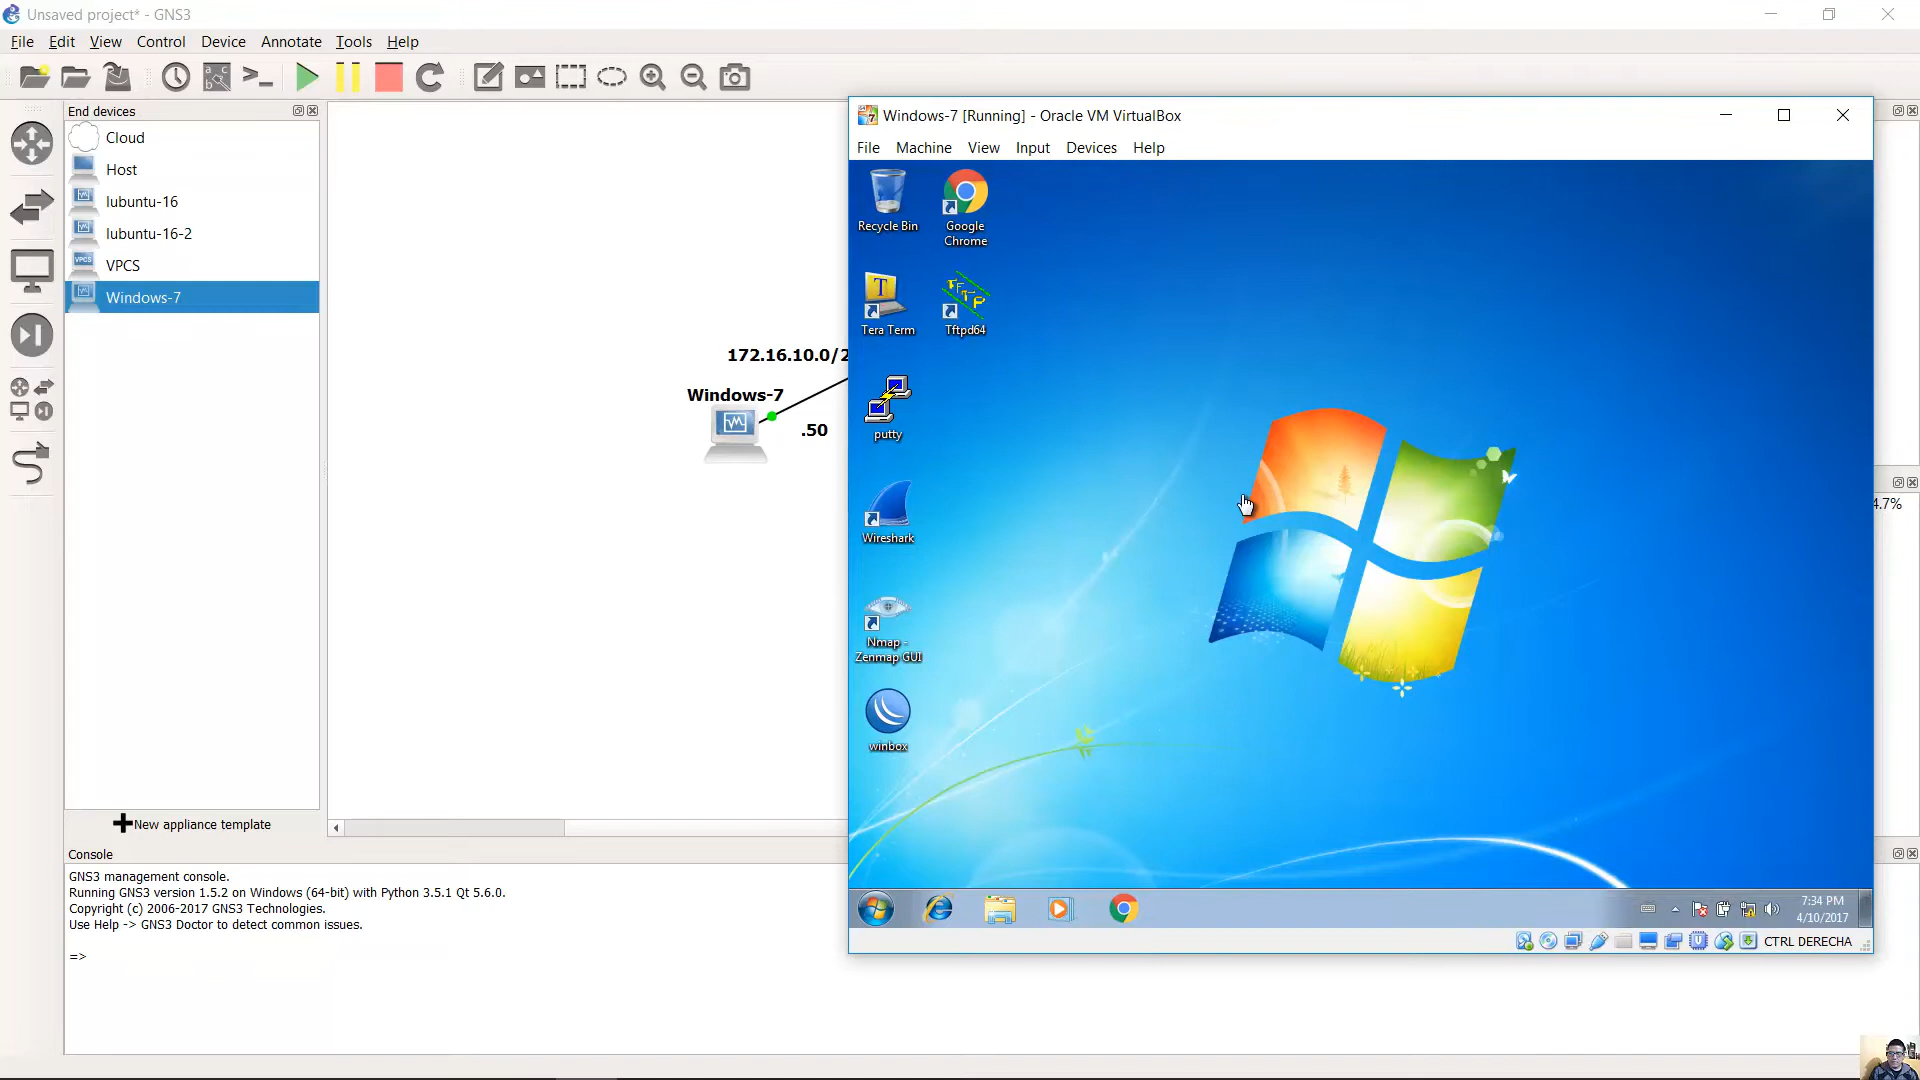 Unsaved project* - GNS3
File Edit View Control Device Annotate Tools Help
End devices
Cloud
Host
lubuntu-16
lubuntu-16-2
VPCS
Windows-7
New appliance template
172.16.10.0/2
Windows-7
.50
Windows-7 [Running] - Oracle VM VirtualBox
File Machine View Input Devices Help
Recycle Bin
Google
Chrome
Tera Term
Tftpd64
putty
Wireshark
Nmap -
Zenmap GUI
winbox
7:34 PM
4/10/2017
CTRL DERECHA
4.7%
Console
GNS3 management console.
Running GNS3 version 1.5.2 on Windows (64-bit) with Python 3.5.1 Qt 5.6.0.
Copyright (c) 2006-2017 GNS3 Technologies.
Use Help -> GNS3 Doctor to detect common issues.
=>